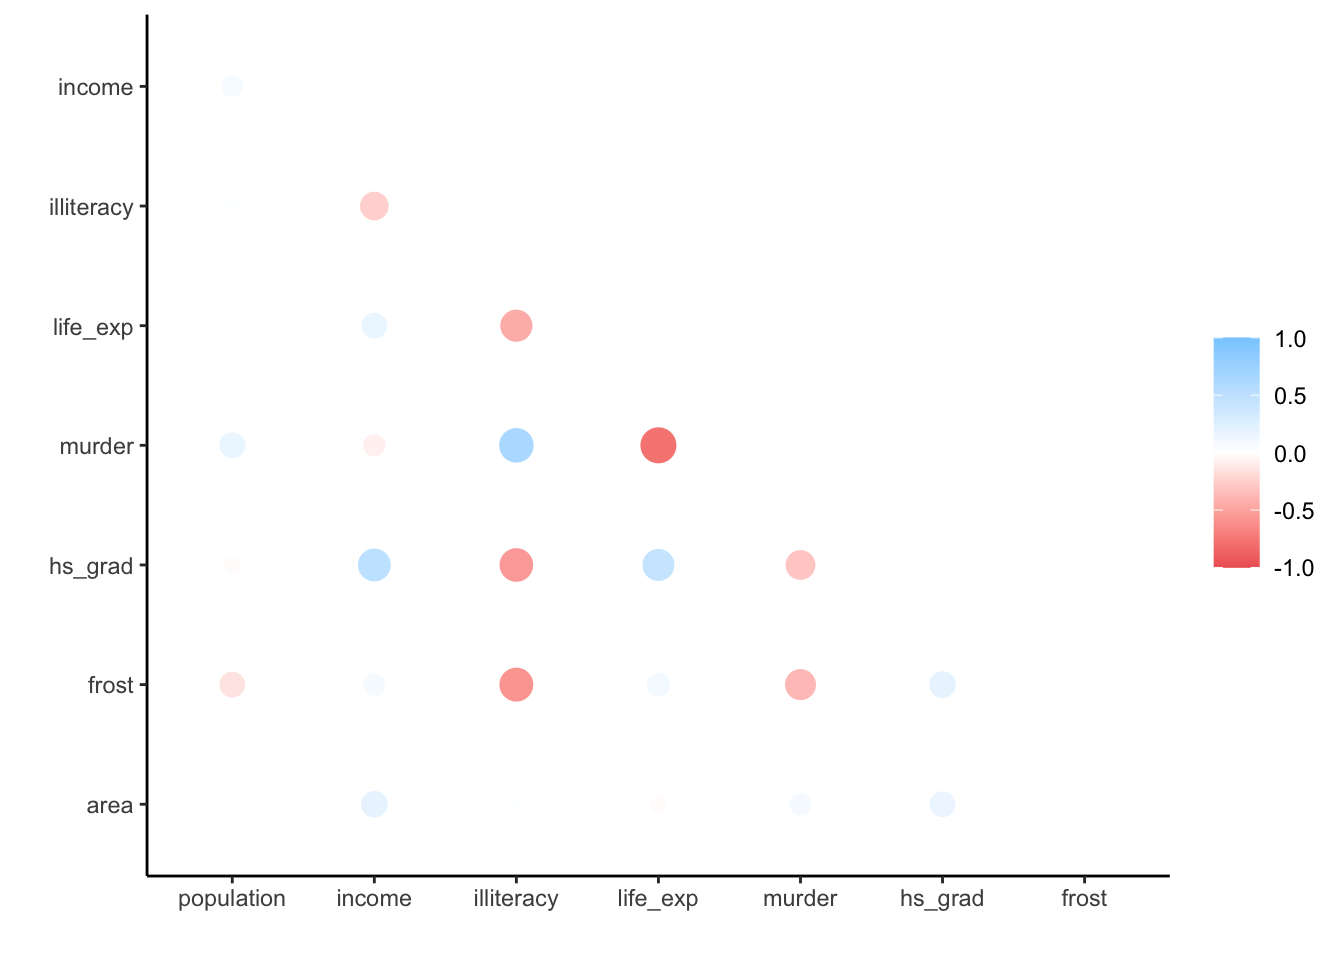 income
illiteracy
life_exp
murder
hs_grad
frost
area
population income illiteracy life_exp murder hs_grad frost
1.0
0.5
0.0
-0.5
-1.0